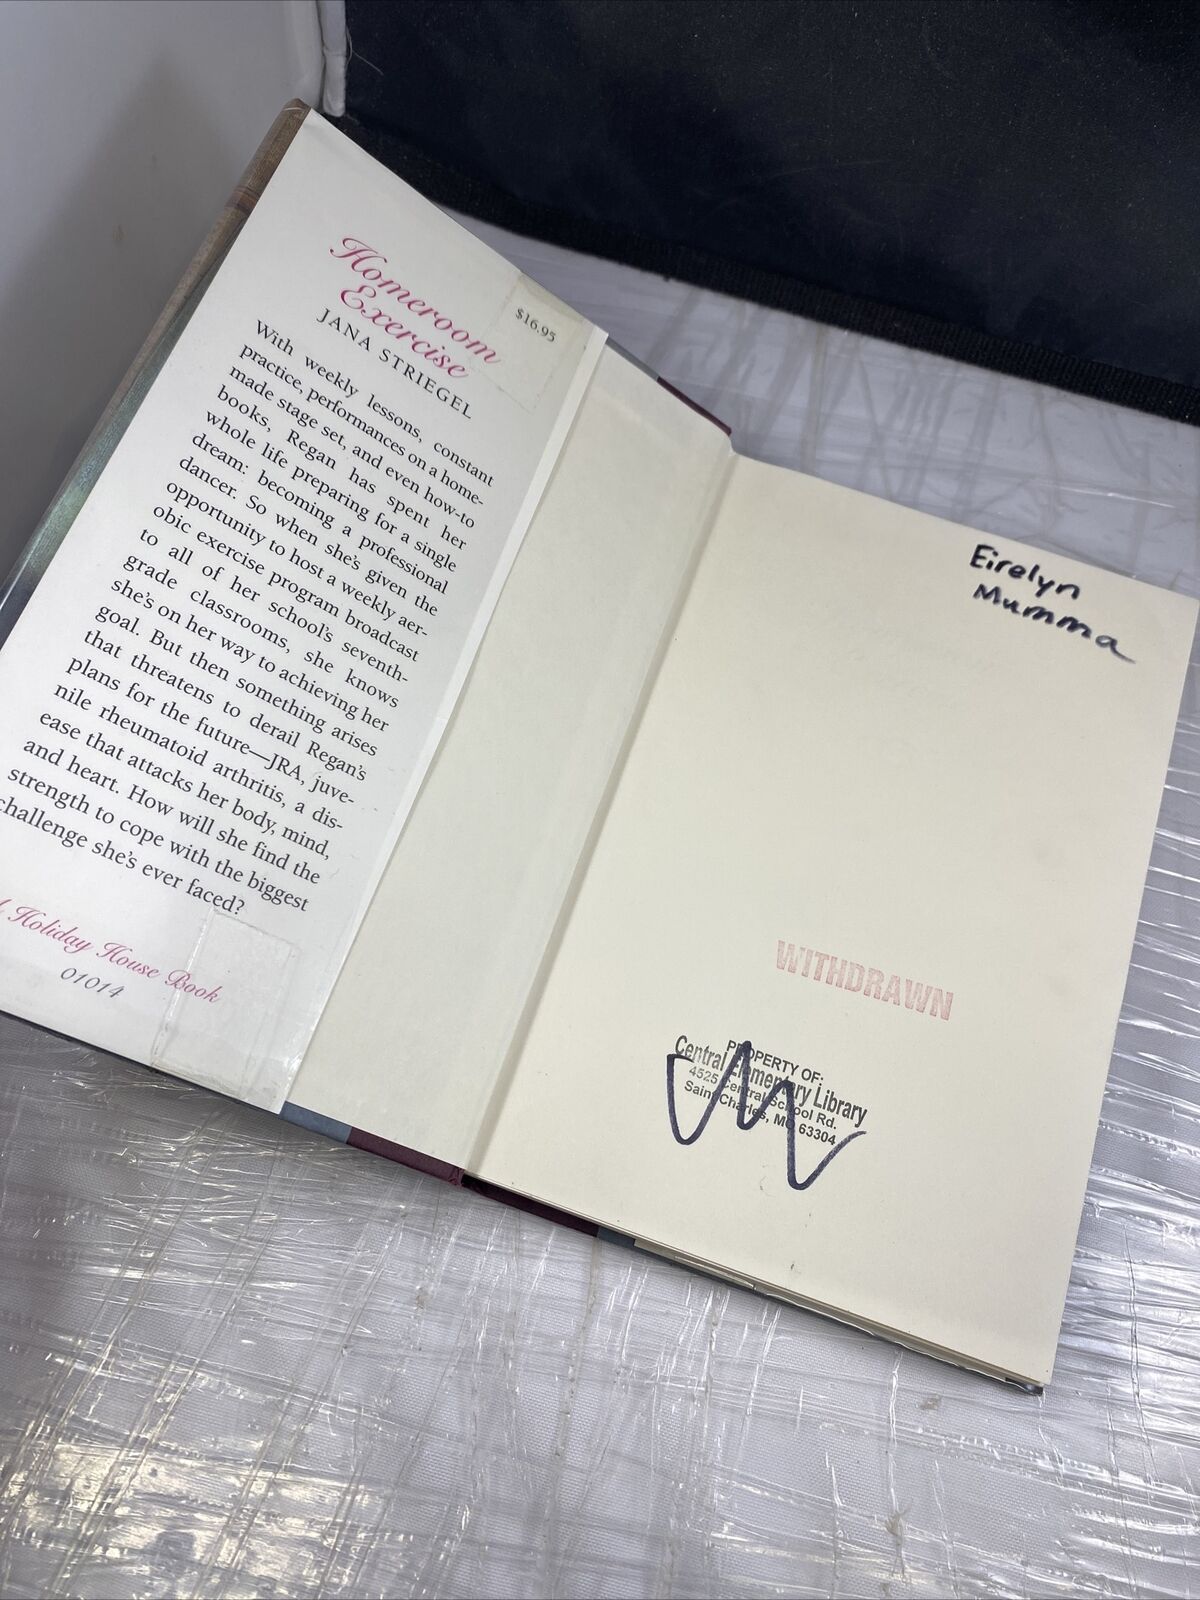 Homeroom
Exercise
JANA STRIEGEL
$16.95
With weekly lessons, constant
practice, performances on a home-
made stage set, and even how-to
books, Regan has spent her
whole life preparing for a single
dream: becoming a professional
dancer. So when she's given the
opportunity to host a weekly aer-
obic exercise program broadcast
to all of her school's seventh-
grade classrooms, she knows
she's on her way to achieving her
goal. But then something arises
that threatens to derail Regan's
plans for the future—JRA, juve-
nile rheumatoid arthritis, a dis-
ease that attacks her body, mind,
and heart. How will she find the
strength to cope with the biggest
challenge she's ever faced?
Holiday House Book
01014
Eirelyn
Mumma
WITHDRAWN
PROPERTY OF:
Central Elementary Library
4525 Central School Rd.
Saint Charles, MO 63304